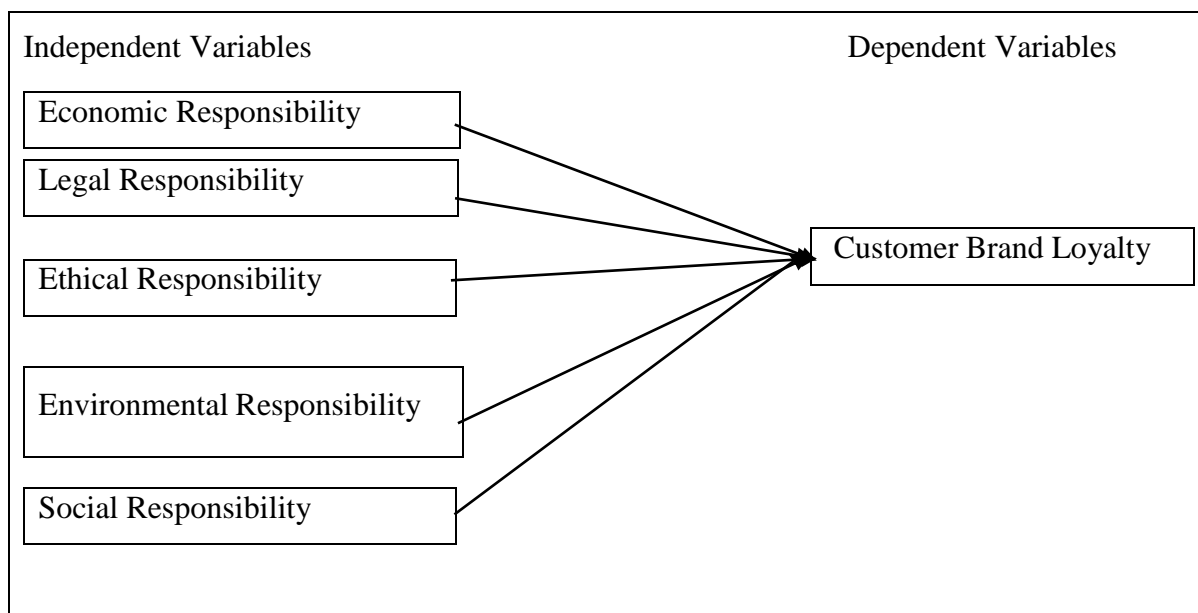 Independent Variables
Dependent Variables
Economic Responsibility
Legal Responsibility
Customer Brand Loyalty
Ethical Responsibility
Environmental Responsibility
Social Responsibility